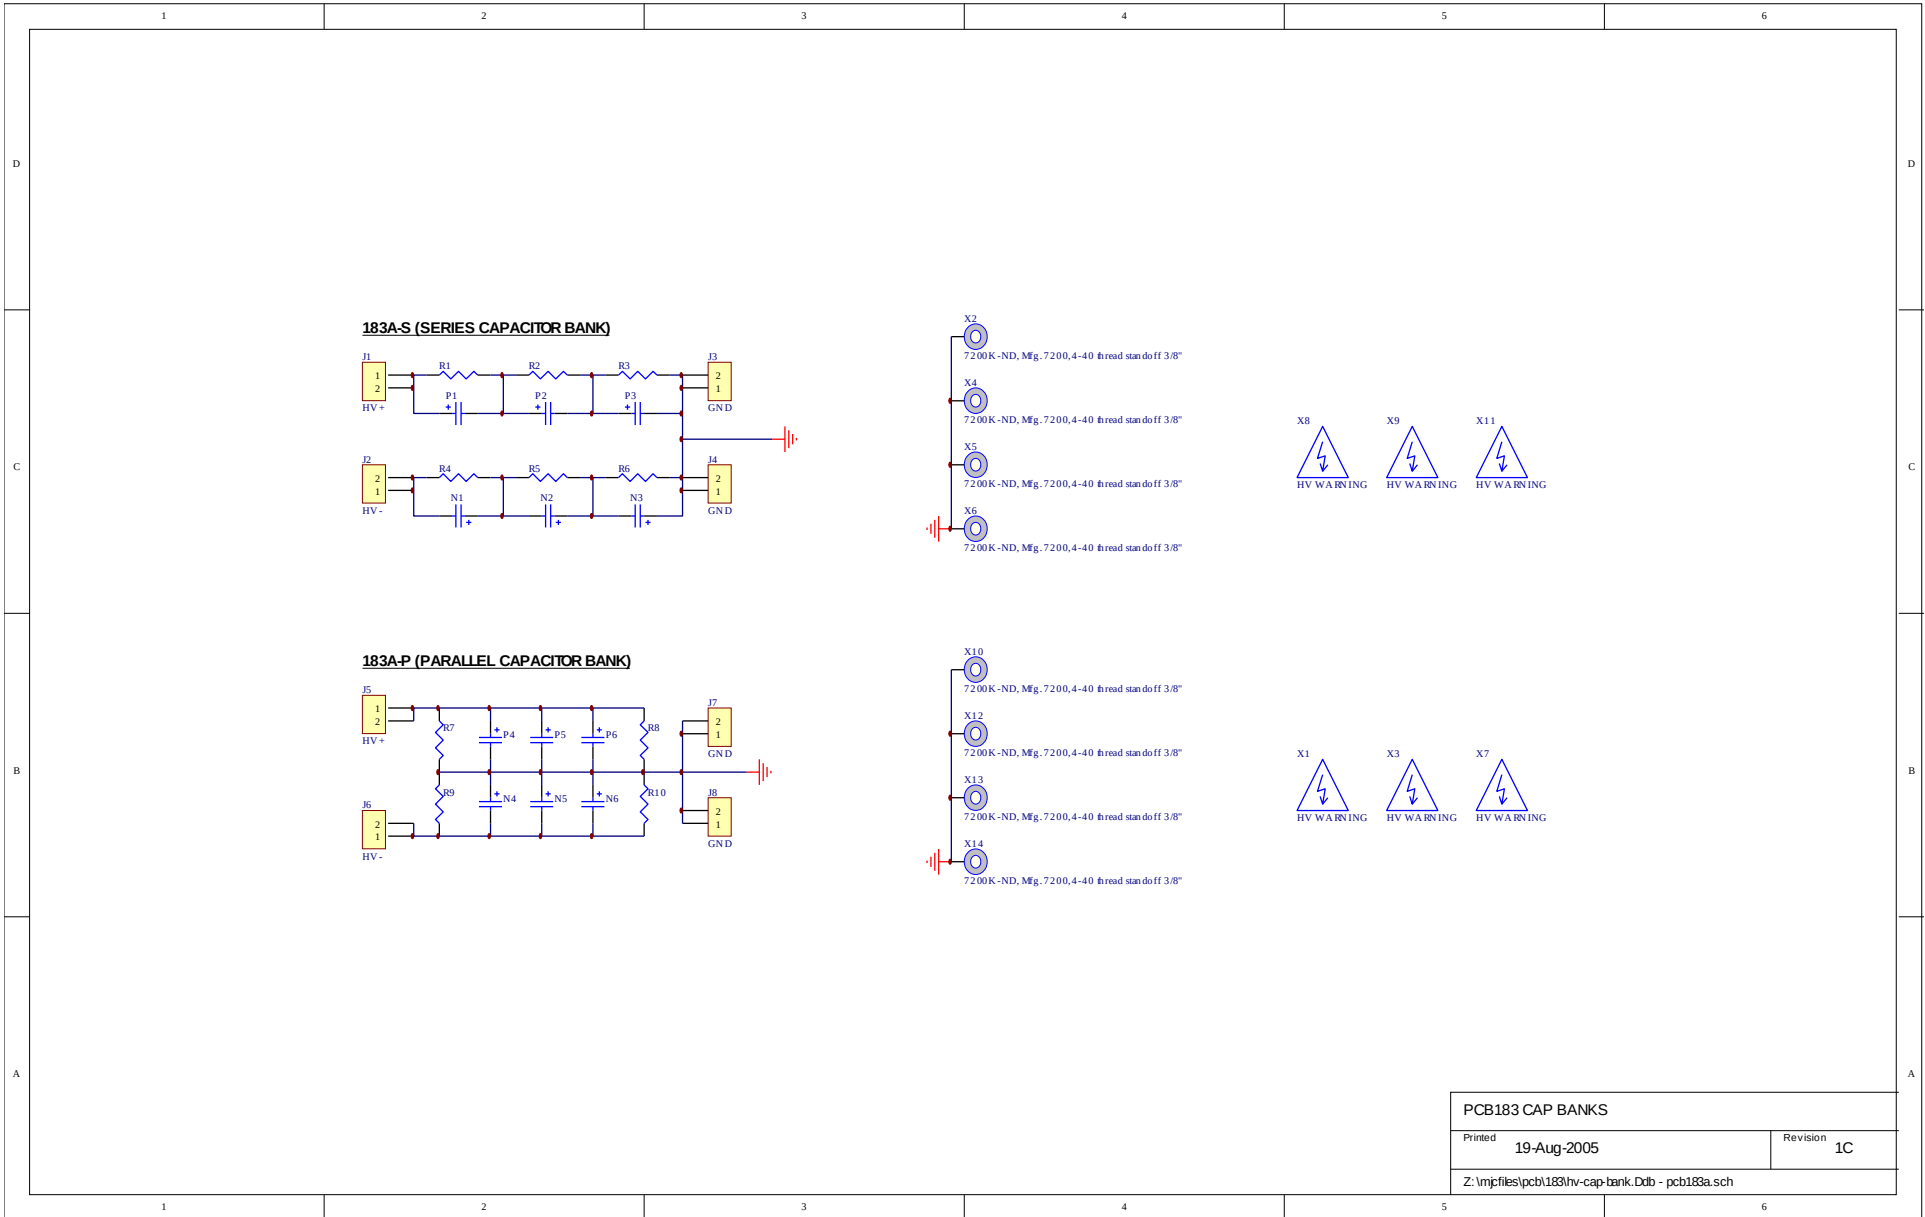 1 2 3 4 5 6
D D
183A-S (SERIES CAPACITOR BANK)
J1 R1 R2 R3 J3
1 2
2 1
P1 P2 P3
+ + +
HV+ GND
J2 R4 R5 R6 J4
2 2
1 1
N1 N2 N3
+ + +
HV- GND
X2
7200K-ND, Mfg. 7200, 4-40 thread standoff 3/8"
X4
7200K-ND, Mfg. 7200, 4-40 thread standoff 3/8"
X5
7200K-ND, Mfg. 7200, 4-40 thread standoff 3/8"
X6
7200K-ND, Mfg. 7200, 4-40 thread standoff 3/8"
X8 X9 X11
HV WARNING HV WARNING HV WARNING
C C
183A-P (PARALLEL CAPACITOR BANK)
J5 J7
1 2
2 1
R7 P4 P5 P6 R8
+ + +
HV+ GND
J6 J8
2 2
1 1
R9 N4 N5 N6 R10
+ + +
HV- GND
X10
7200K-ND, Mfg. 7200, 4-40 thread standoff 3/8"
X12
7200K-ND, Mfg. 7200, 4-40 thread standoff 3/8"
X13
7200K-ND, Mfg. 7200, 4-40 thread standoff 3/8"
X14
7200K-ND, Mfg. 7200, 4-40 thread standoff 3/8"
X1 X3 X7
HV WARNING HV WARNING HV WARNING
B B
A A
PCB183 CAP BANKS
Printed 19-Aug-2005 Revision 1C
Z:\mjcfiles\pcb\183\hv-cap-bank.Ddb - pcb183a.sch
1 2 3 4 5 6